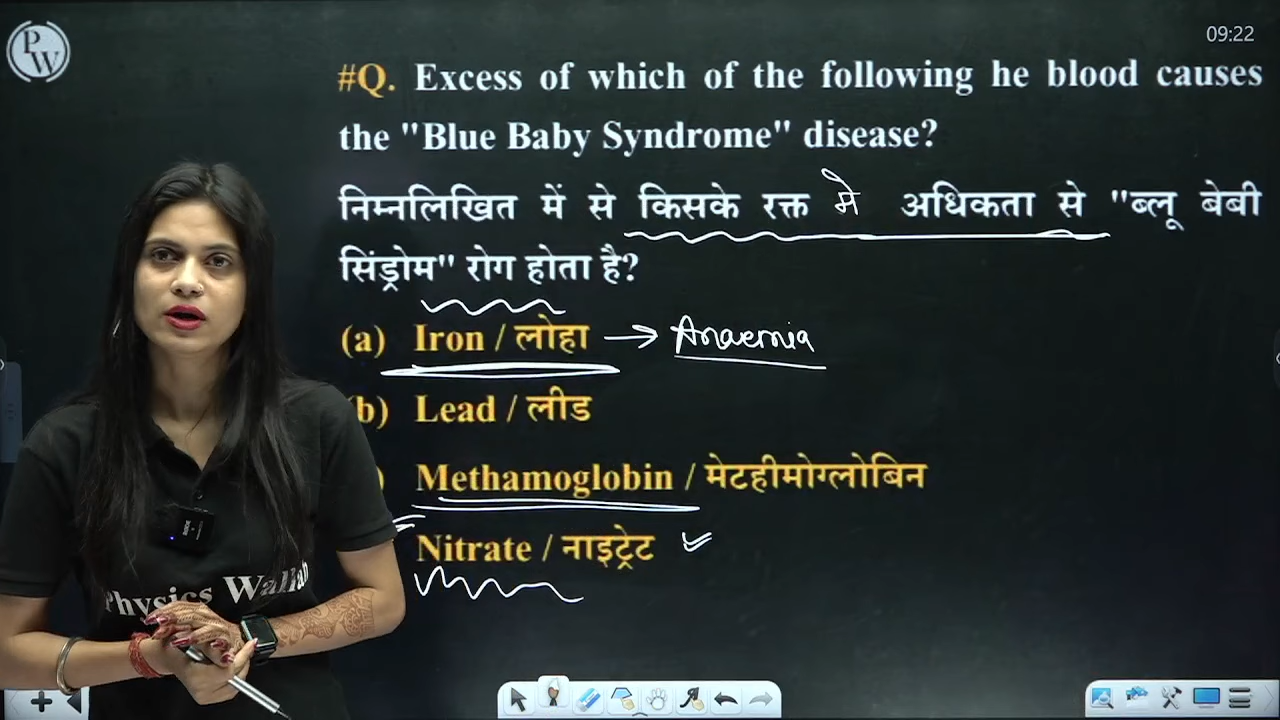 PW
09:22
#Q. Excess of which of the following he blood causes
the "Blue Baby Syndrome" disease?
निम्नलिखित में से किसके रक्त मे अधिकता से "ब्लू बेबी
सिंड्रोम" रोग होता है?
(a) Iron / लोहा → Anaemia
b) Lead / लीड
) Methamoglobin / मेटहीमोग्लोबिन
Nitrate / नाइट्रेट
Physics Wallah